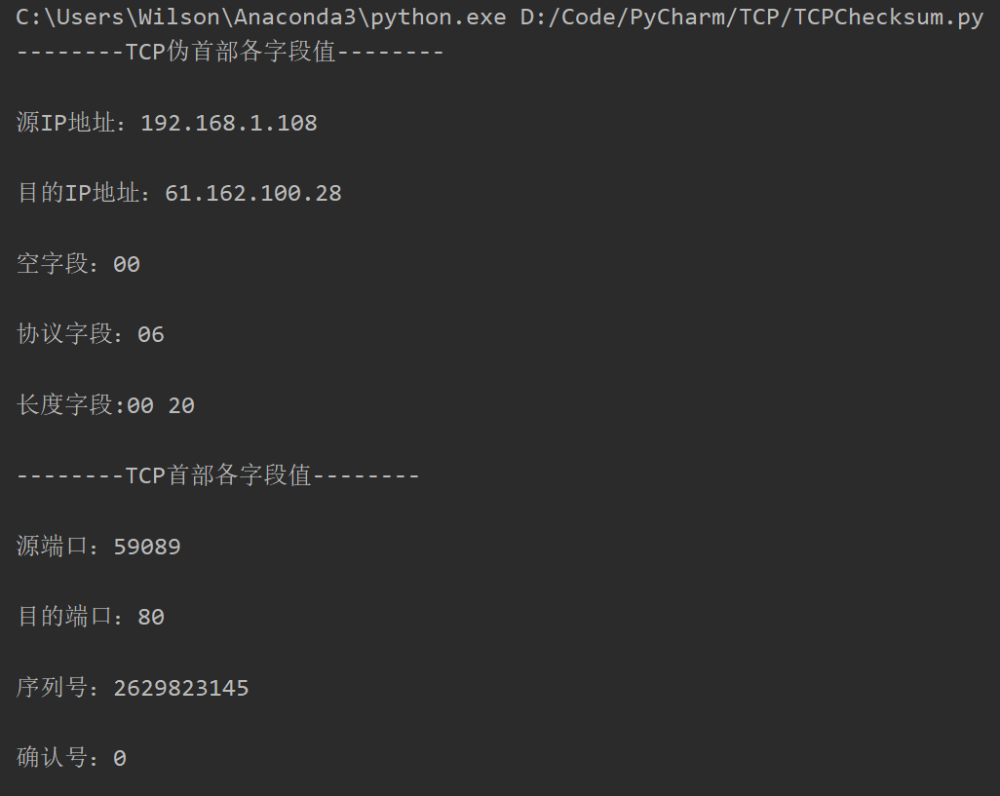 C:\Users\Wilson\Anaconda3\python.exe D:/Code/PyCharm/TCP/TCPChecksum.py
--------TCP伪首部各字段值--------
源IP地址：192.168.1.108
目的IP地址：61.162.100.28
空字段：00
协议字段：06
长度字段:00 20
--------TCP首部各字段值--------
源端口：59089
目的端口：80
序列号：2629823145
确认号：0